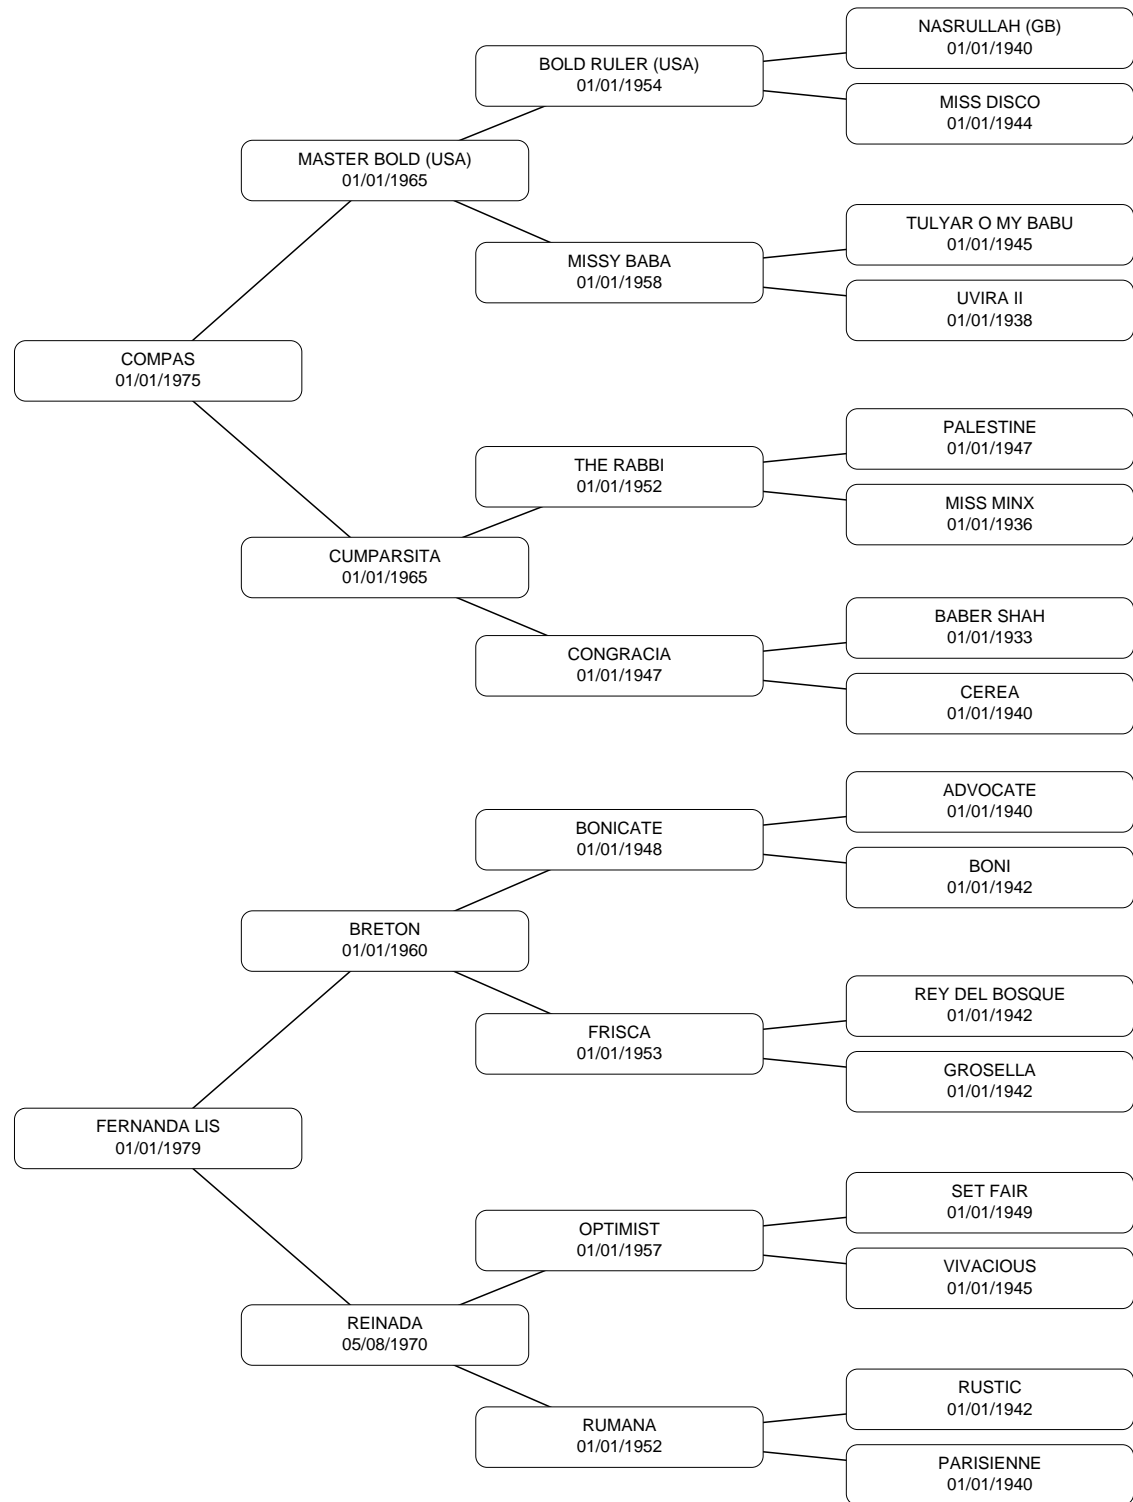 NASRULLAH (GB)
01/01/1940
BOLD RULER (USA)
01/01/1954
MISS DISCO
01/01/1944
MASTER BOLD (USA)
01/01/1965
TULYAR O MY BABU
01/01/1945
MISSY BABA
01/01/1958
UVIRA II
01/01/1938
COMPAS
01/01/1975
PALESTINE
01/01/1947
THE RABBI
01/01/1952
MISS MINX
01/01/1936
CUMPARSITA
01/01/1965
BABER SHAH
01/01/1933
CONGRACIA
01/01/1947
CEREA
01/01/1940
ADVOCATE
01/01/1940
BONICATE
01/01/1948
BONI
01/01/1942
BRETON
01/01/1960
REY DEL BOSQUE
01/01/1942
FRISCA
01/01/1953
GROSELLA
01/01/1942
FERNANDA LIS
01/01/1979
SET FAIR
01/01/1949
OPTIMIST
01/01/1957
VIVACIOUS
01/01/1945
REINADA
05/08/1970
RUSTIC
01/01/1942
RUMANA
01/01/1952
PARISIENNE
01/01/1940